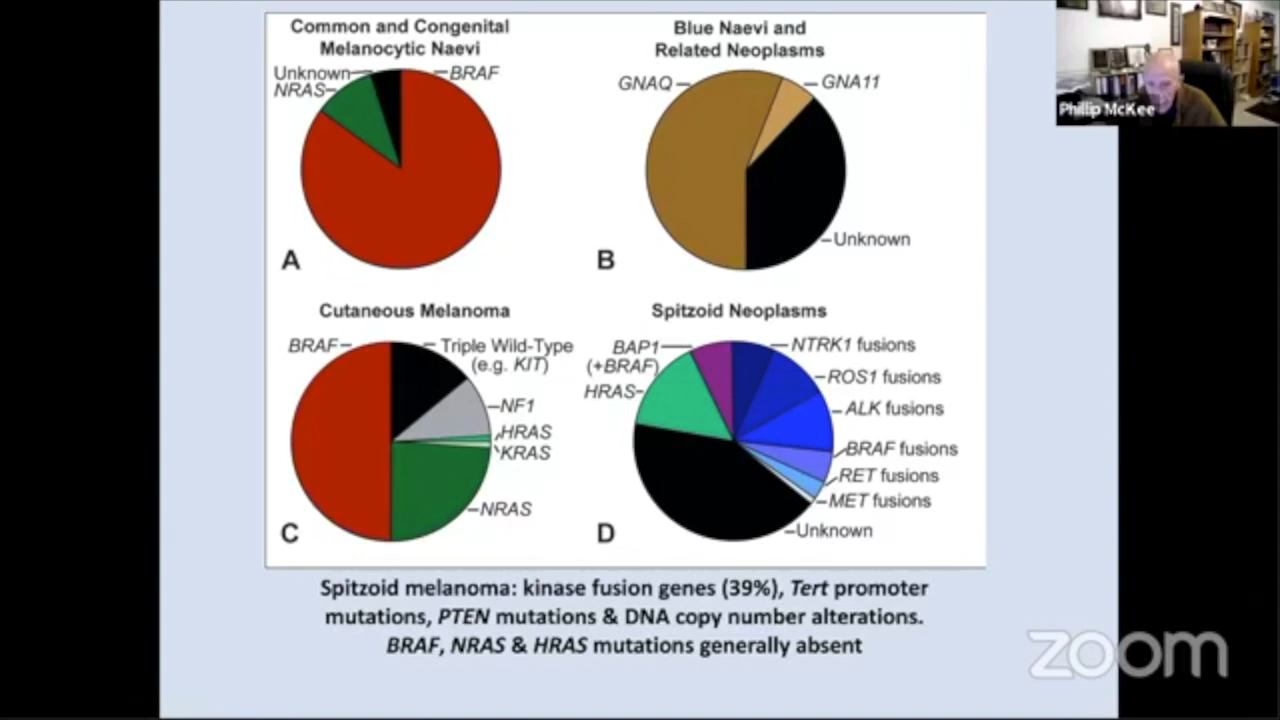 Common and Congenital
Melanocytic Naevi
Unknown
BRAF
NRAS
A
Blue Naevi and
Related Neoplasms
GNAQ
GNA11
Unknown
B
Cutaneous Melanoma
BRAF
Triple Wild-Type
(e.g. KIT)
NF1
HRAS
KRAS
NRAS
C
Spitzoid Neoplasms
BAP1
(+BRAF)
HRAS
NTRK1 fusions
ROS1 fusions
ALK fusions
BRAF fusions
RET fusions
MET fusions
Unknown
D
Spitzoid melanoma: kinase fusion genes (39%), Tert promoter
mutations, PTEN mutations & DNA copy number alterations.
BRAF, NRAS & HRAS mutations generally absent
Phillip McKee
zoom